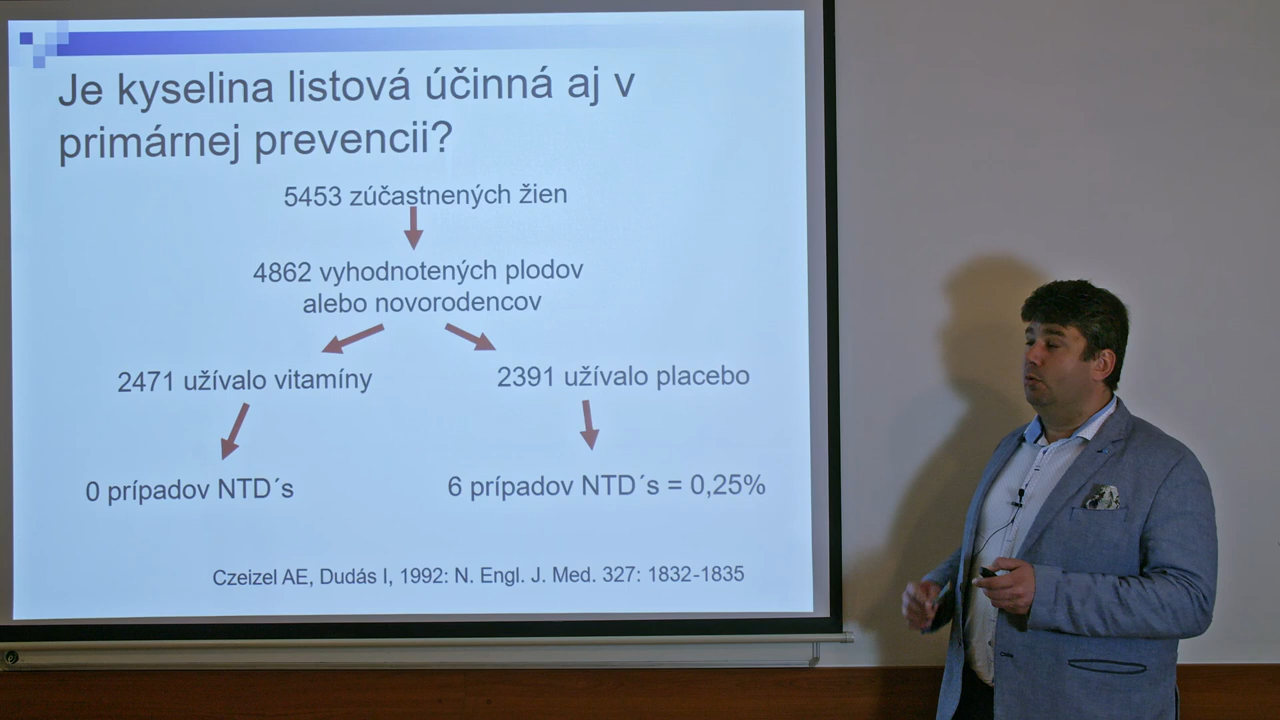 Je kyselina listová účinná aj v
primárnej prevencii?
5453 zúčastnených žien
4862 vyhodnotených plodov
alebo novorodencov
2471 užívalo vitamíny
2391 užívalo placebo
0 prípadov NTD´s
6 prípadov NTD´s = 0,25%
Czeizel AE, Dudás I, 1992: N. Engl. J. Med. 327: 1832-1835